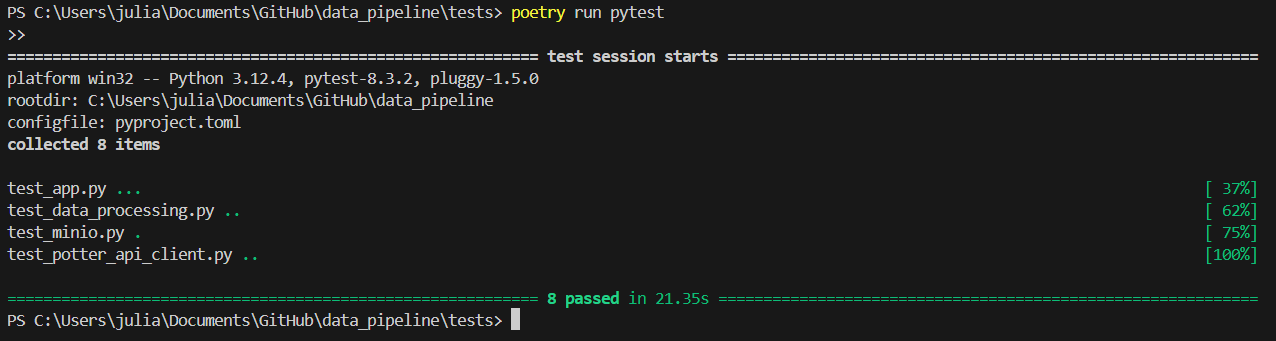 PS C:\Users\julia\Documents\GitHub\data_pipeline\tests> poetry run pytest
>>
============================================================ test session starts ============================================================
platform win32 -- Python 3.12.4, pytest-8.3.2, pluggy-1.5.0
rootdir: C:\Users\julia\Documents\GitHub\data_pipeline
configfile: pyproject.toml
collected 8 items
test_app.py ... [ 37%]
test_data_processing.py .. [ 62%]
test_minio.py . [ 75%]
test_potter_api_client.py .. [100%]
============================================================ 8 passed in 21.35s =============================================================
PS C:\Users\julia\Documents\GitHub\data_pipeline\tests>